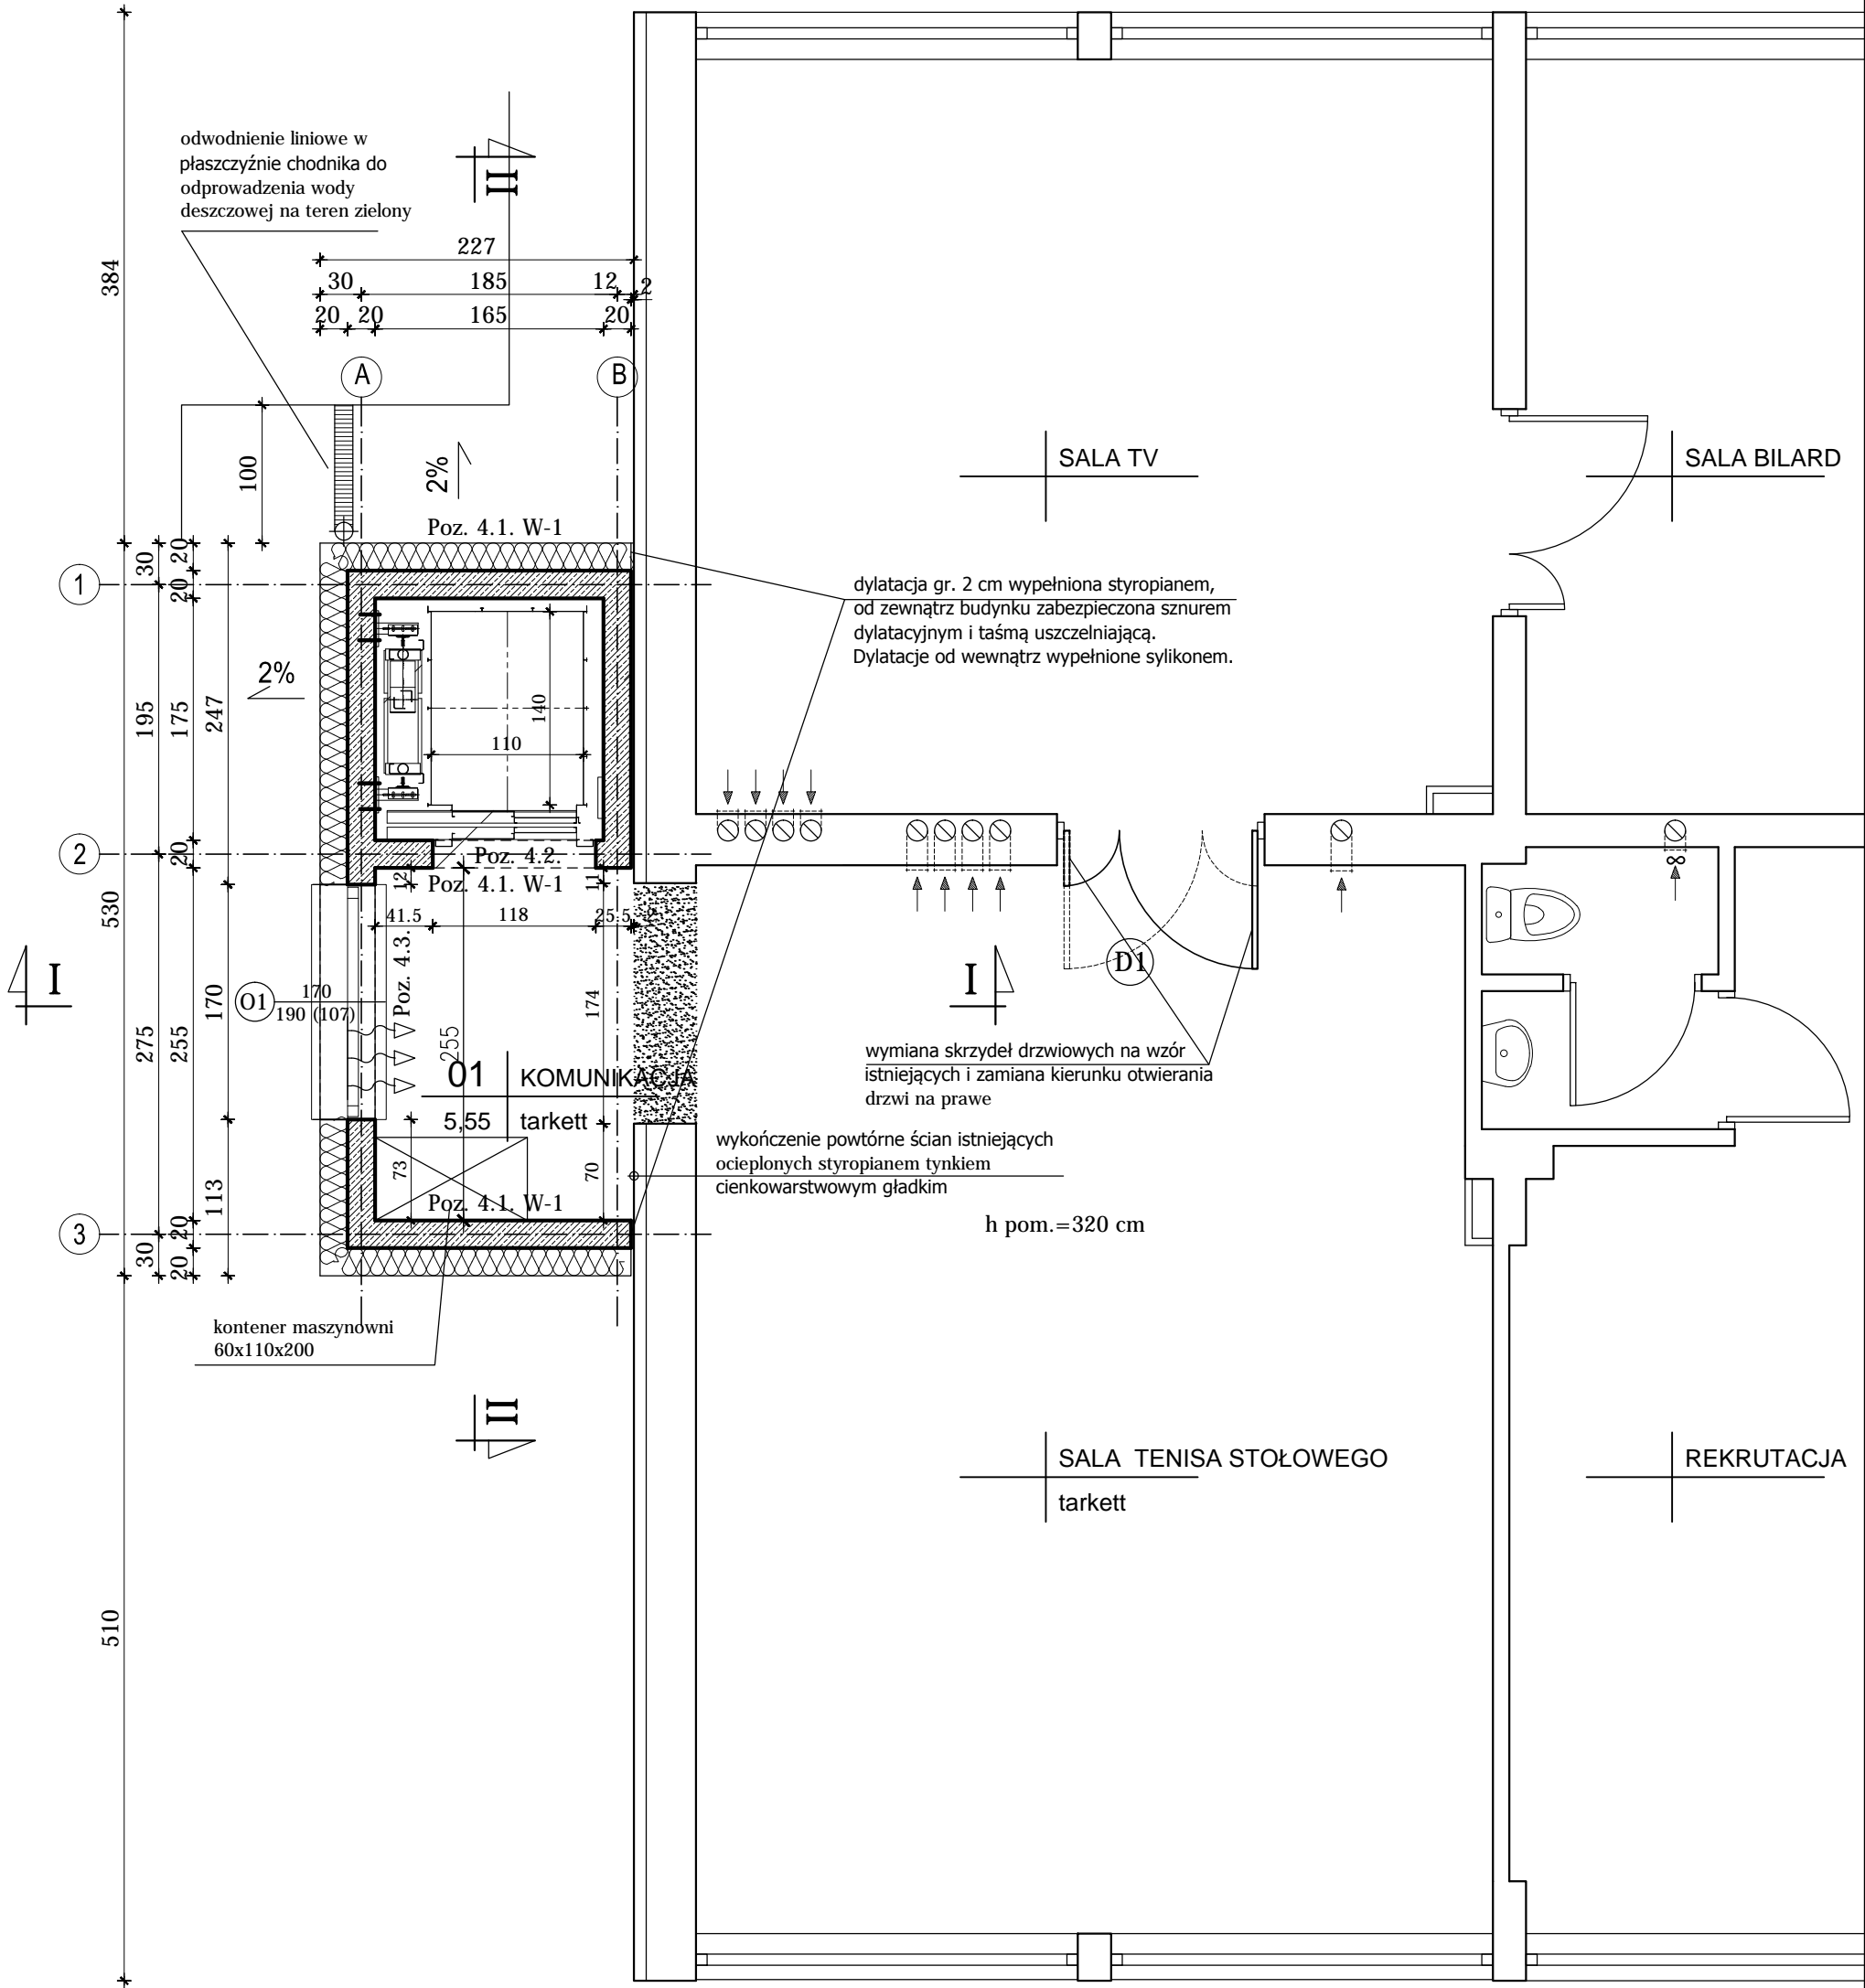 odwodnienie liniowe w
płaszczyźnie chodnika do
odprowadzenia wody
deszczowej na teren zielony
II
227
30 185 12 2
20 20 165 20
A B
384
100
2%
SALA TV
SALA BILARD
Poz. 4.1. W-1
30 20
20
1
dylatacja gr. 2 cm wypełniona styropianem,
od zewnątrz budynku zabezpieczona sznurem
dylatacyjnym i taśmą uszczelniającą.
Dylatacje od wewnątrz wypełnione sylikonem.
2%
195 175 247
140
110
2
20
Poz. 4.2.
12 Poz. 4.1. W-1 11
530
41.5 118 25.5 2
I
Poz. 4.3.
I
D1
O1 170
190 (107)
170
174
275 255
255
wymiana skrzydeł drzwiowych na wzór
istniejących i zamiana kierunku otwierania
drzwi na prawe
01 KOMUNIKACJA
5,55 tarkett
wykończenie powtórne ścian istniejących
ocieplonych styropianem tynkiem
cienkowarstwowym gładkim
73 70
113
Poz. 4.1. W-1
h pom.=320 cm
3
20
30 20
kontener maszynowni
60x110x200
II
SALA TENISA STOŁOWEGO
tarkett
REKRUTACJA
510